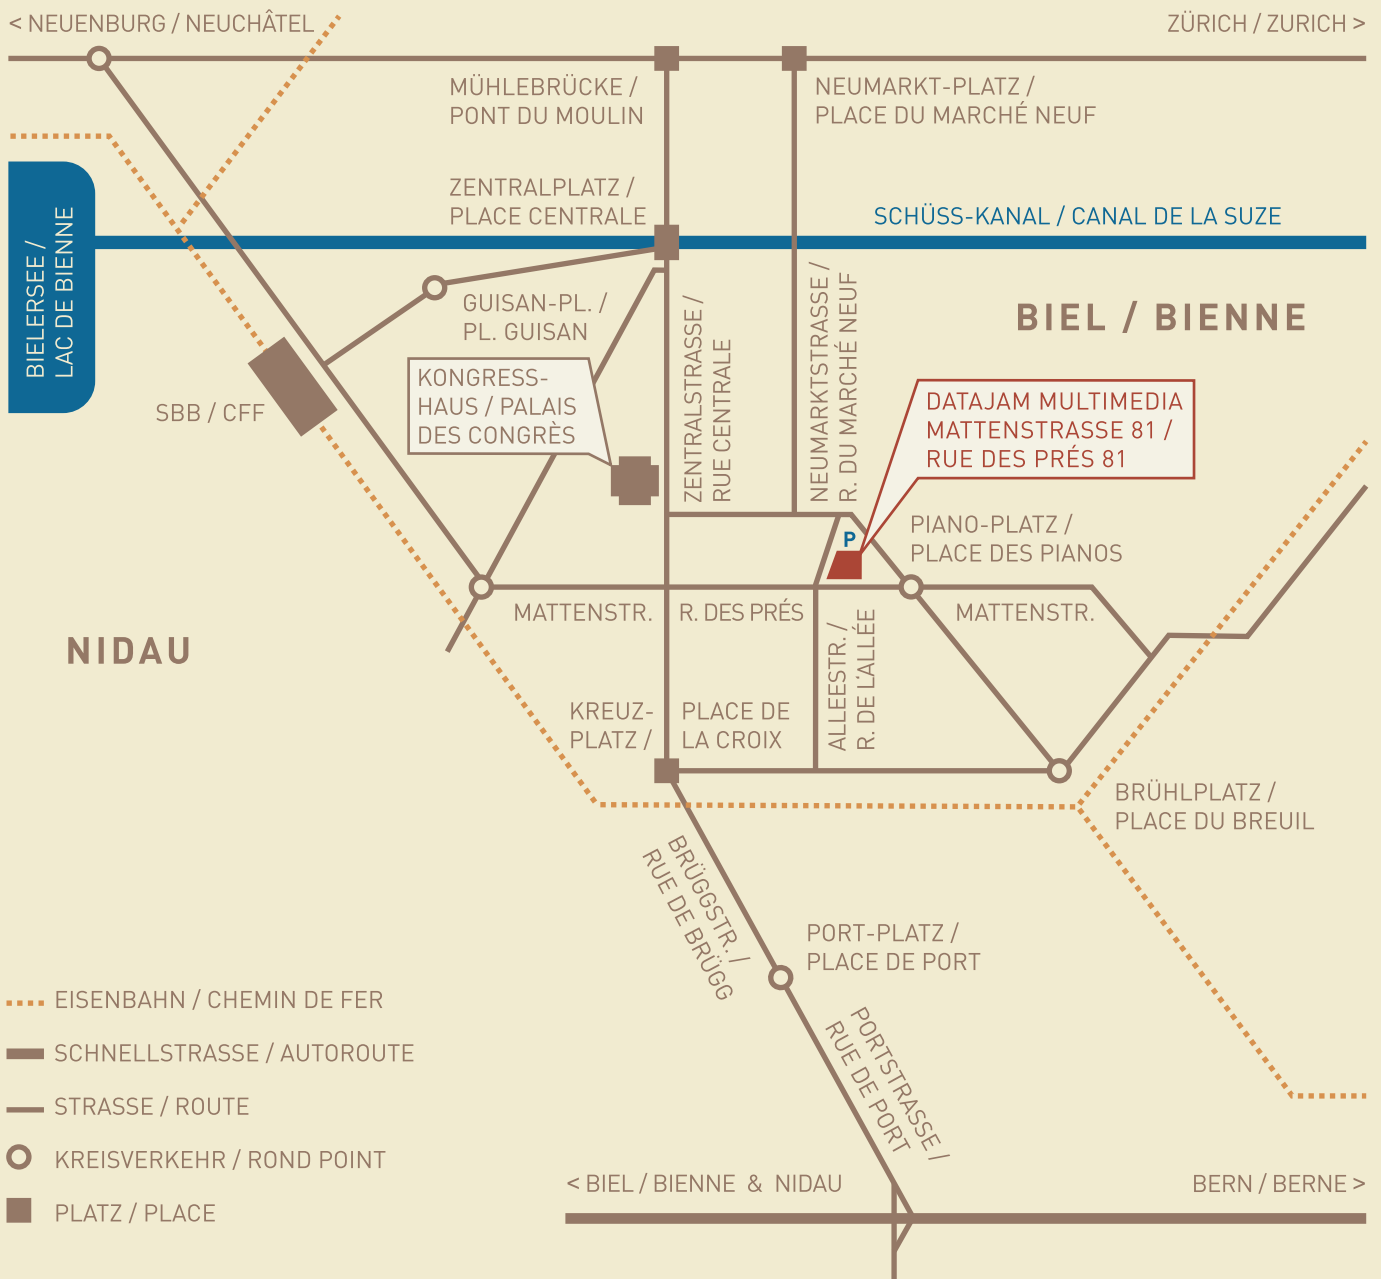 < NEUENBURG / NEUCHÂTEL
ZÜRICH / ZURICH >
MÜHLEBRÜCKE /
PONT DU MOULIN
NEUMARKT-PLATZ /
PLACE DU MARCHÉ NEUF
ZENTRALPLATZ /
PLACE CENTRALE
SCHÜSS-KANAL / CANAL DE LA SUZE
BIELERSEE /
LAC DE BIENNE
GUISAN-PL. /
PL. GUISAN
ZENTRALSTRASSE /
RUE CENTRALE
NEUMARKTSTRASSE /
R. DU MARCHÉ NEUF
BIEL / BIENNE
SBB / CFF
KONGRESS-
HAUS / PALAIS
DES CONGRÈS
DATAJAM MULTIMEDIA
MATTENSTRASSE 81 /
RUE DES PRÉS 81
P
PIANO-PLATZ /
PLACE DES PIANOS
MATTENSTR.
R. DES PRÉS
MATTENSTR.
NIDAU
ALLEESTR. /
R. DE L'ALLÉE
KREUZ-
PLATZ /
PLACE DE
LA CROIX
BRÜHLPLATZ /
PLACE DU BREUIL
BRÜGGSTR. /
RUE DE BRÜGG
PORT-PLATZ /
PLACE DE PORT
PORTSTRASSE /
RUE DE PORT
EISENBAHN / CHEMIN DE FER
SCHNELLSTRASSE / AUTOROUTE
STRASSE / ROUTE
KREISVERKEHR / ROND POINT
PLATZ / PLACE
< BIEL / BIENNE & NIDAU
BERN / BERNE >